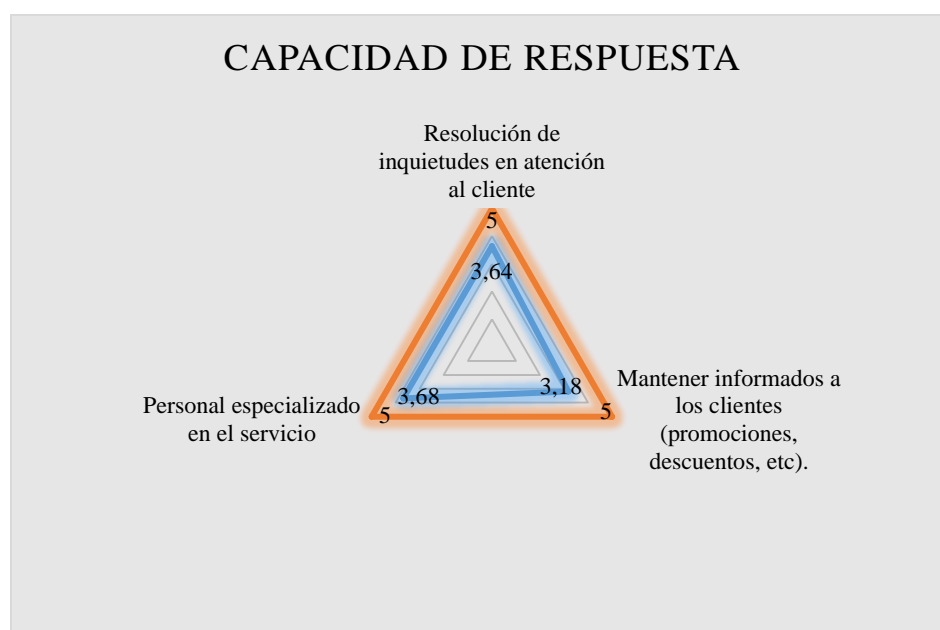 CAPACIDAD DE RESPUESTA
Resolución de
inquietudes en atención
al cliente
5
3,64
3,18
5
Mantener informados a
los clientes
(promociones,
descuentos, etc).
3,68
5
Personal especializado
en el servicio